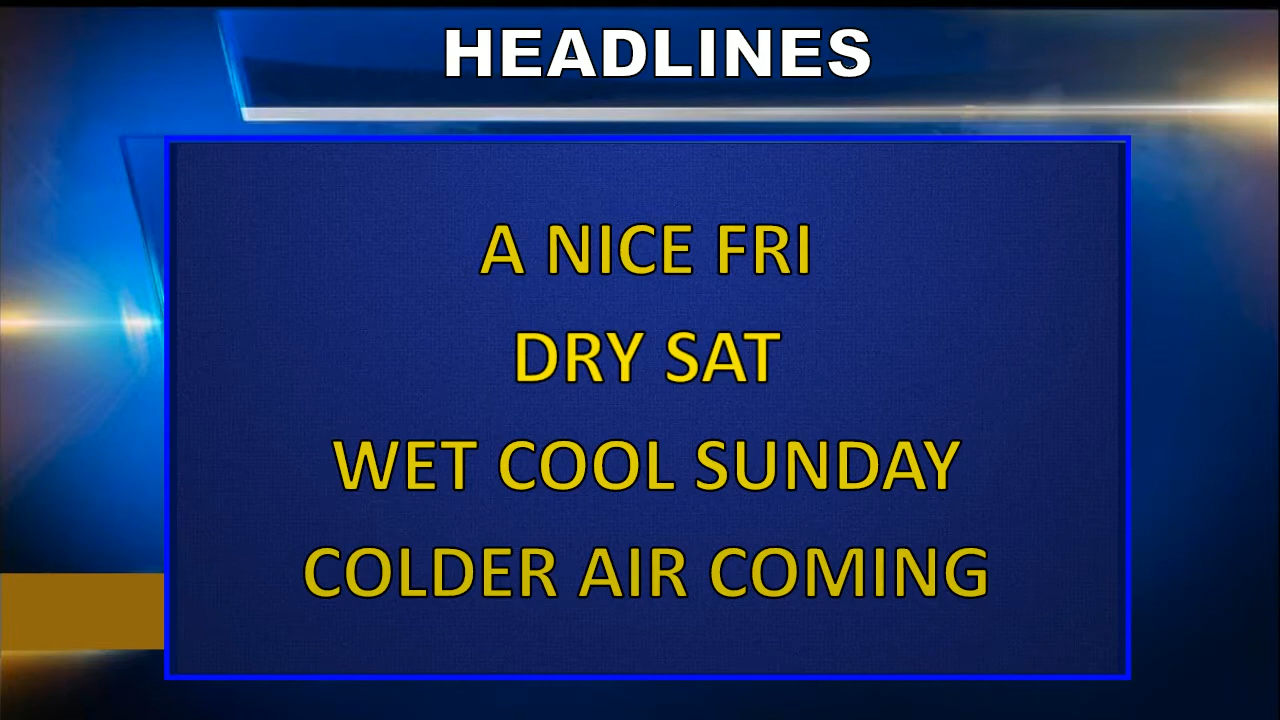 HEADLINES
A NICE FRI
DRY SAT
WET COOL SUNDAY
COLDER AIR COMING